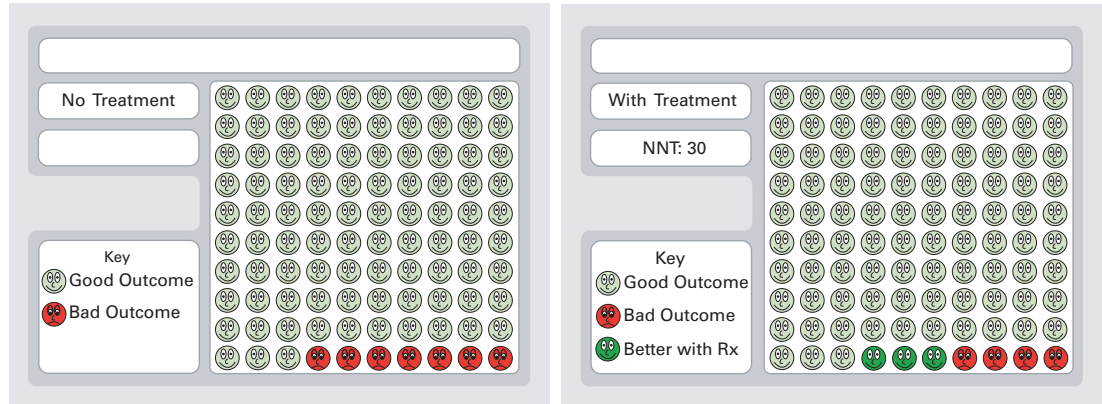 No Treatment
Key
Good Outcome
Bad Outcome
With Treatment
NNT: 30
Key
Good Outcome
Bad Outcome
Better with Rx